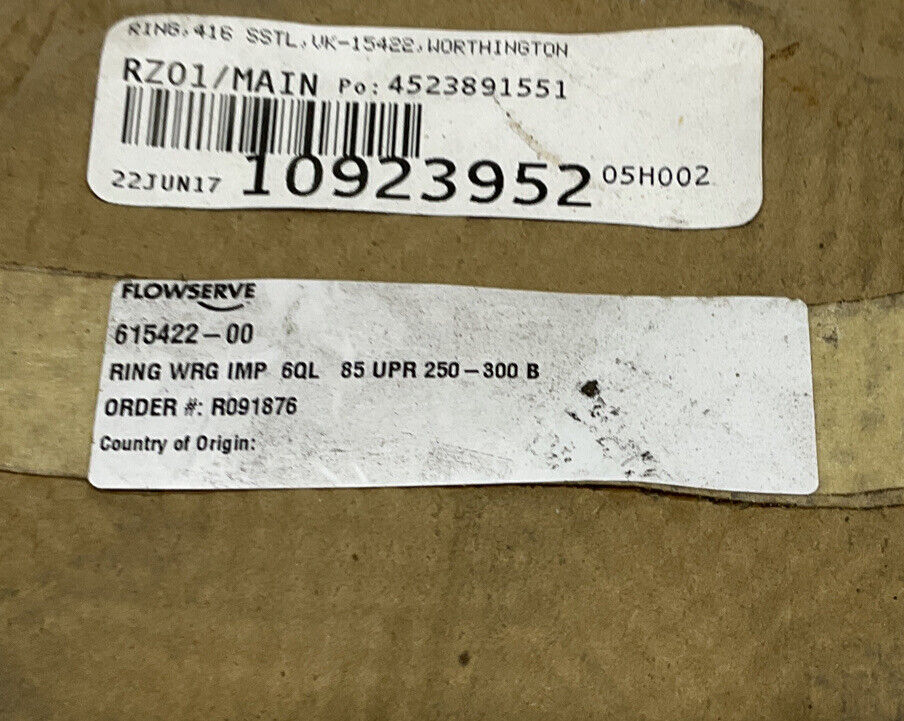 RING,416 SSTL,VK-15422,WORTHINGTON
RZ01/MAIN Po: 4523891551
22JUN17 10923952 05H002
FLOWSERVE
615422-00
RING WRG IMP 6QL 85 UPR 250-300 B
ORDER #: R091876
Country of Origin: